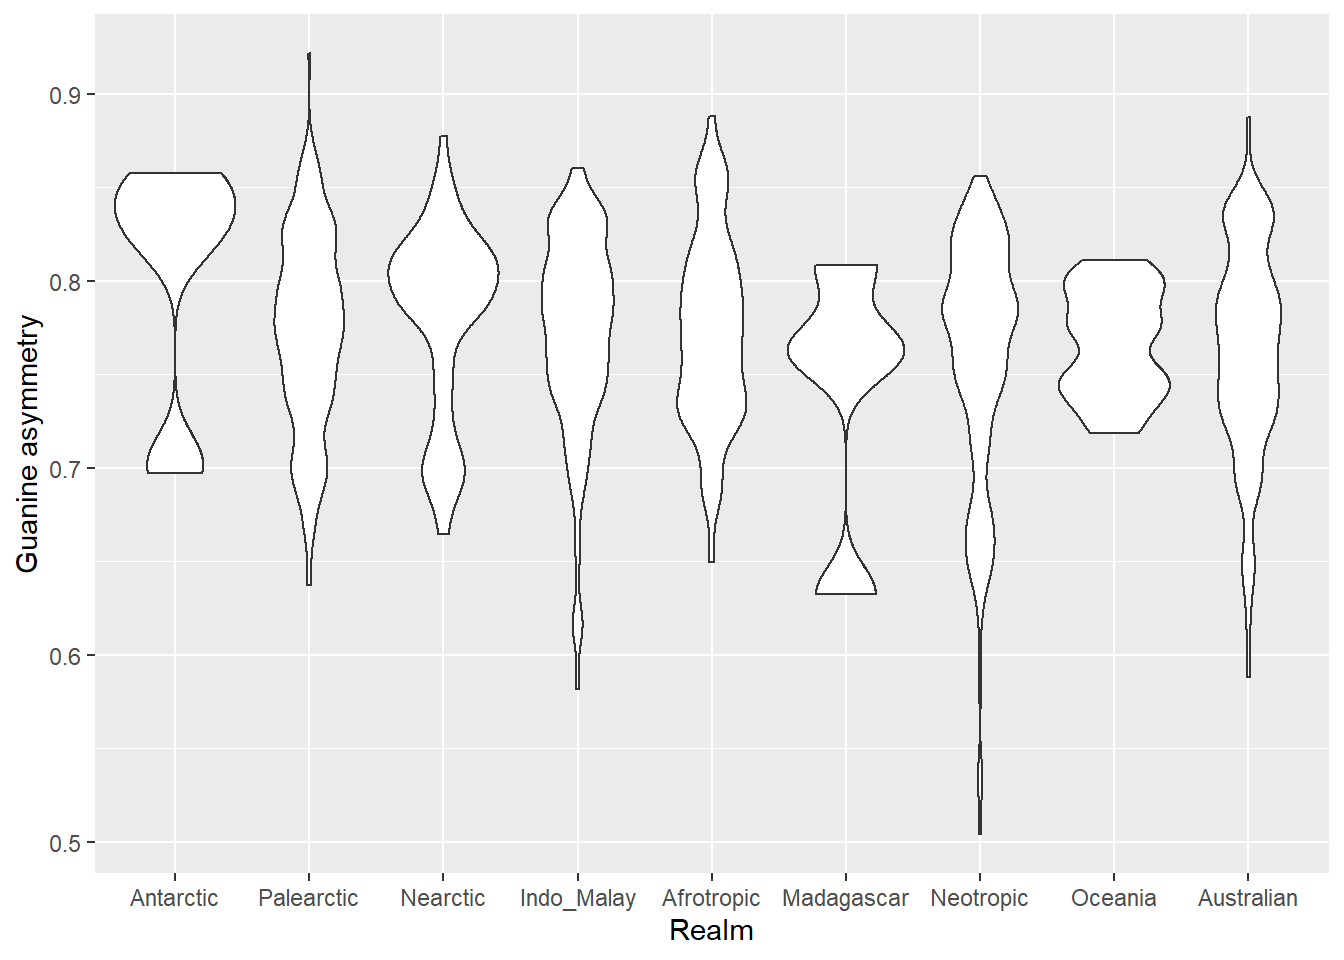 Guanine asymmetry
0.9
0.8
0.7
0.6
0.5
Antarctic Palearctic Nearctic Indo_Malay Afrotropic Madagascar Neotropic Oceania Australian
Realm